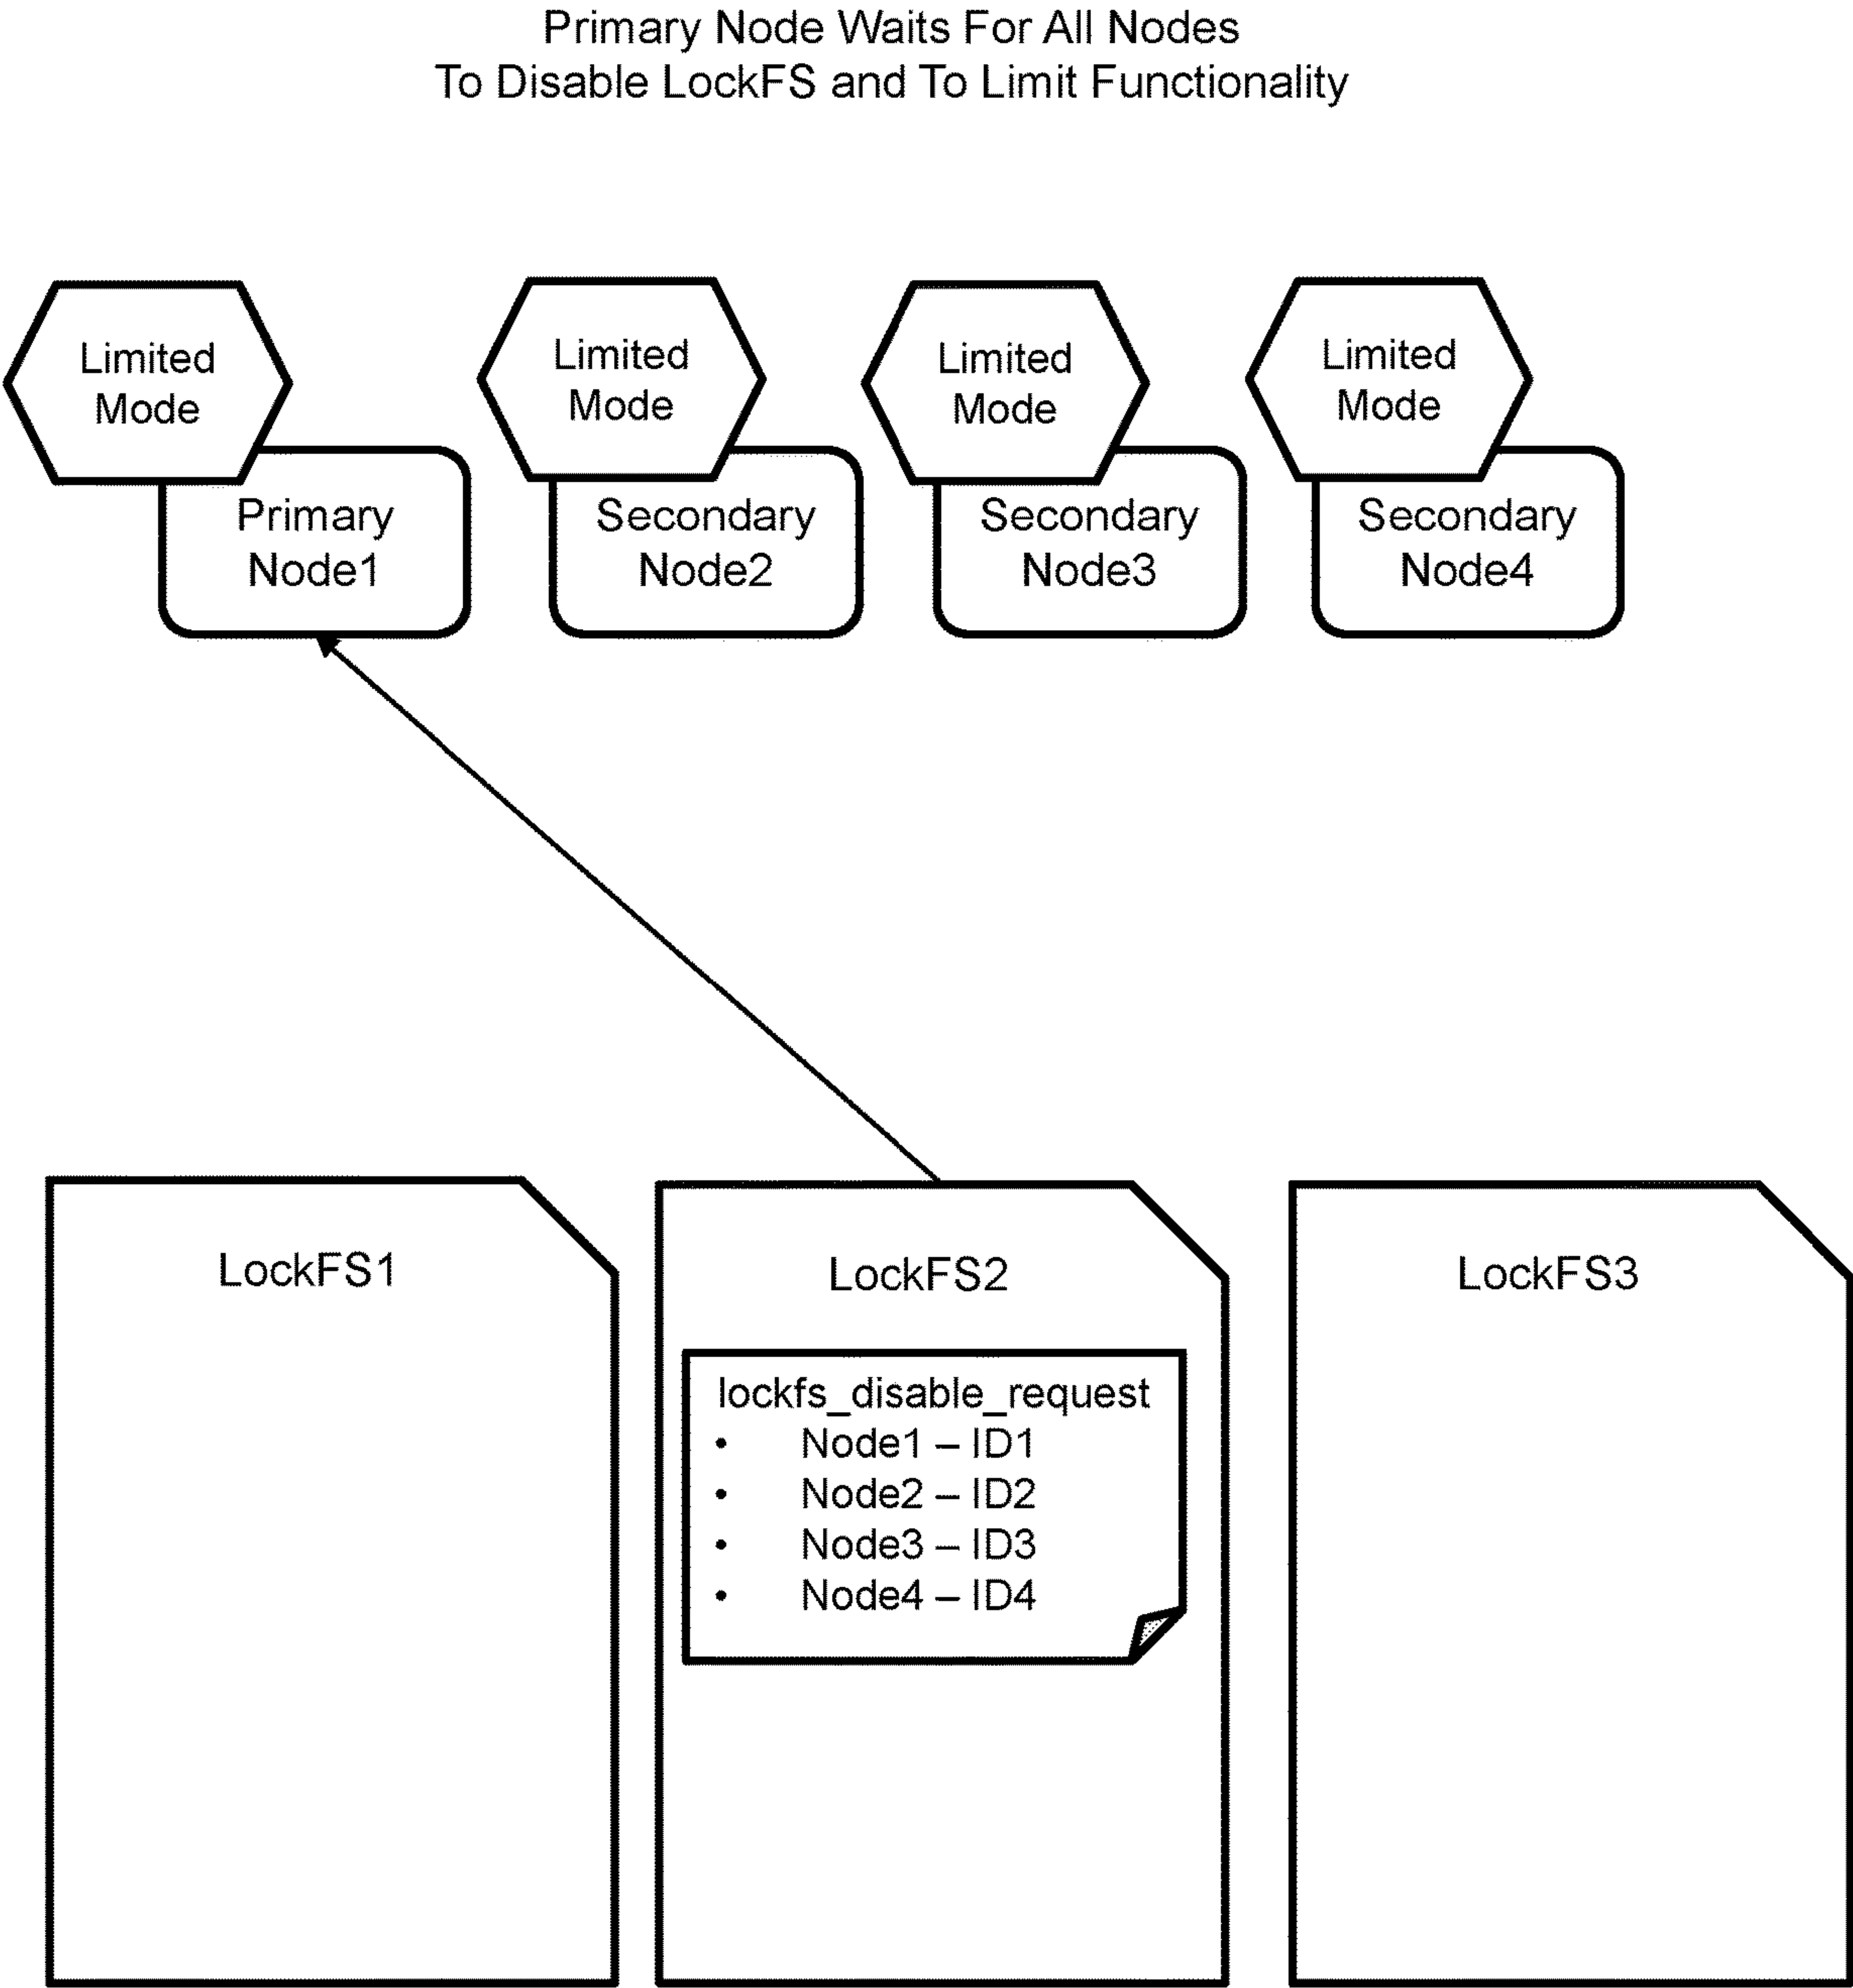 Primary Node Waits For All Nodes
To Disable LockFS and To Limit Functionality
Limited
Mode
Limited
Mode
Limited
Mode
Limited
Mode
Primary
Node1
Secondary
Node2
Secondary
Node3
Secondary
Node4
LockFS1
LockFS2
LockFS3
lockfs_disable_request
• Node1 – ID1
• Node2 – ID2
• Node3 – ID3
• Node4 – ID4